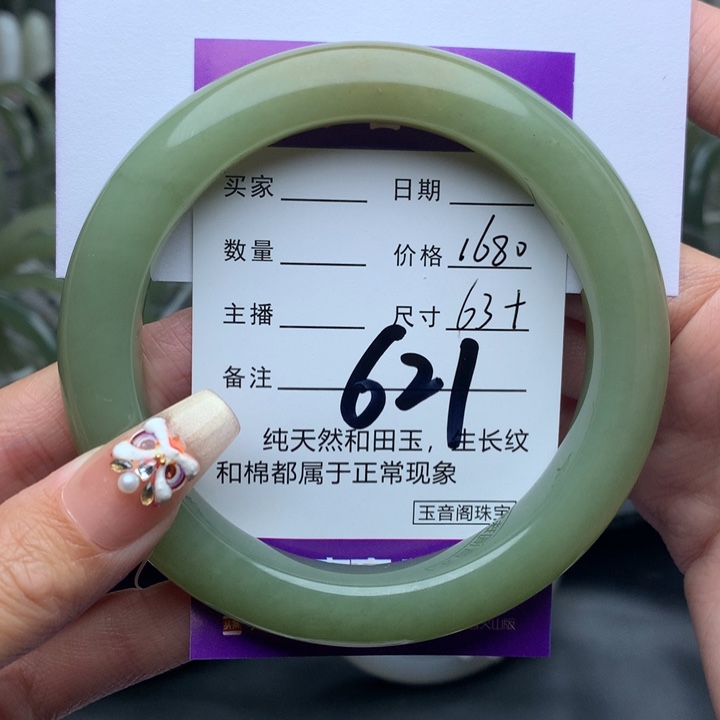 买家 日期
数量 价格 1680
主播 尺寸 63+
备注 621
纯天然和田玉，生长纹
和棉都属于正常现象
玉音阁珠宝